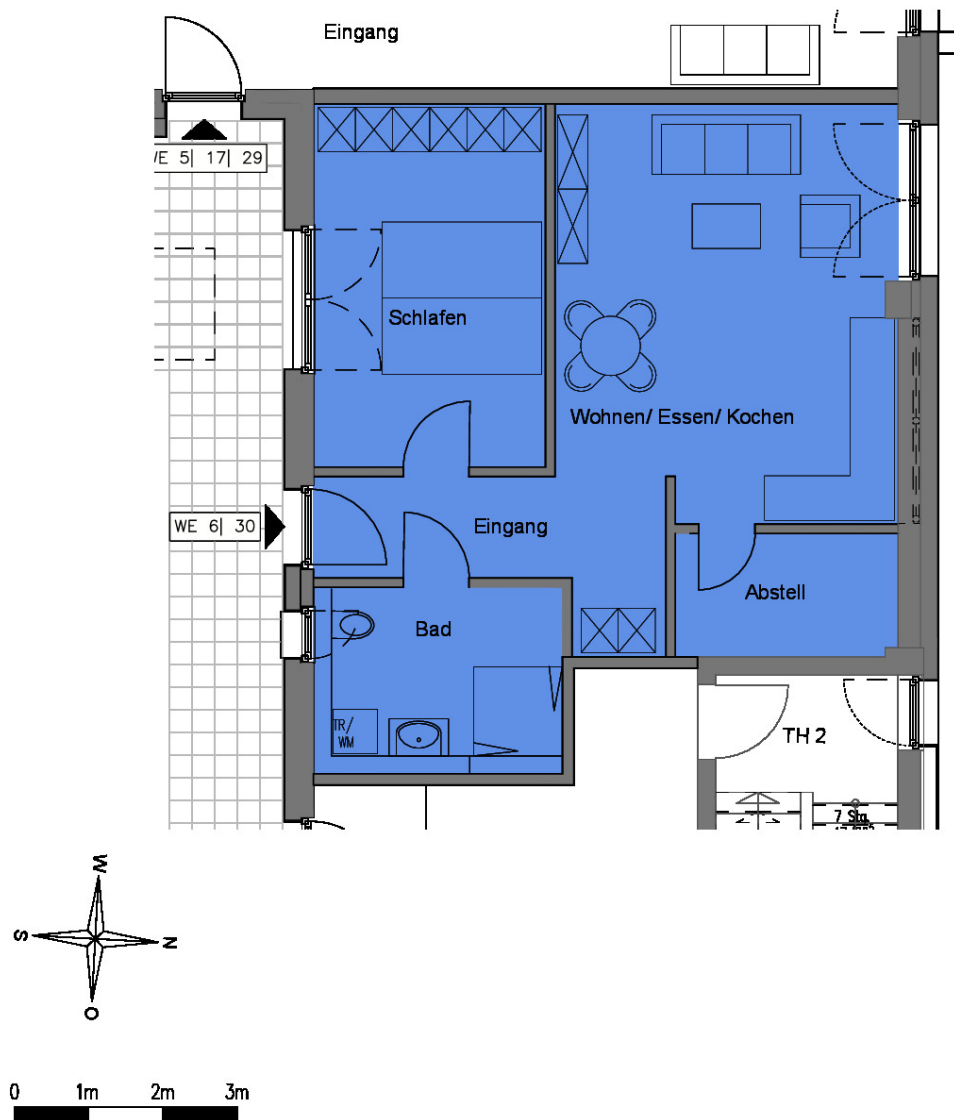 Eingang
WE 5| 17| 29
Schlafen
Wohnen/ Essen/ Kochen
WE 6| 30
Eingang
Abstell
Bad
TR/
WM
TH 2
7 Stg.
W
S
N
O
0 1m 2m 3m